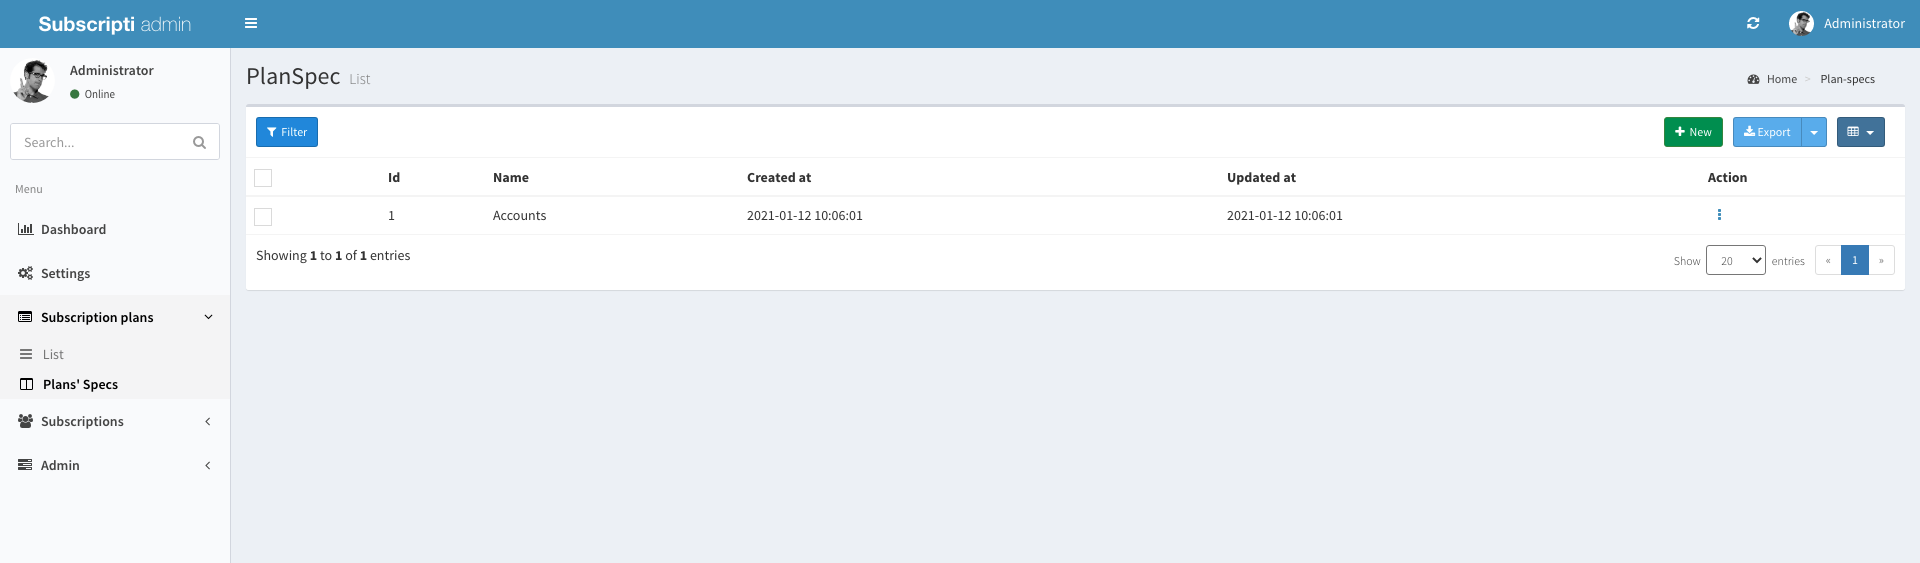 Subscripti admin
Administrator
Administrator
Online
Search...
Menu
Dashboard
Settings
Subscription plans
List
Plans' Specs
Subscriptions
Admin
PlanSpec List
Home > Plan-specs
Filter
New
Export
Id Name Created at Updated at Action
1 Accounts 2021-01-12 10:06:01 2021-01-12 10:06:01
Showing 1 to 1 of 1 entries
Show 20 entries « 1 »